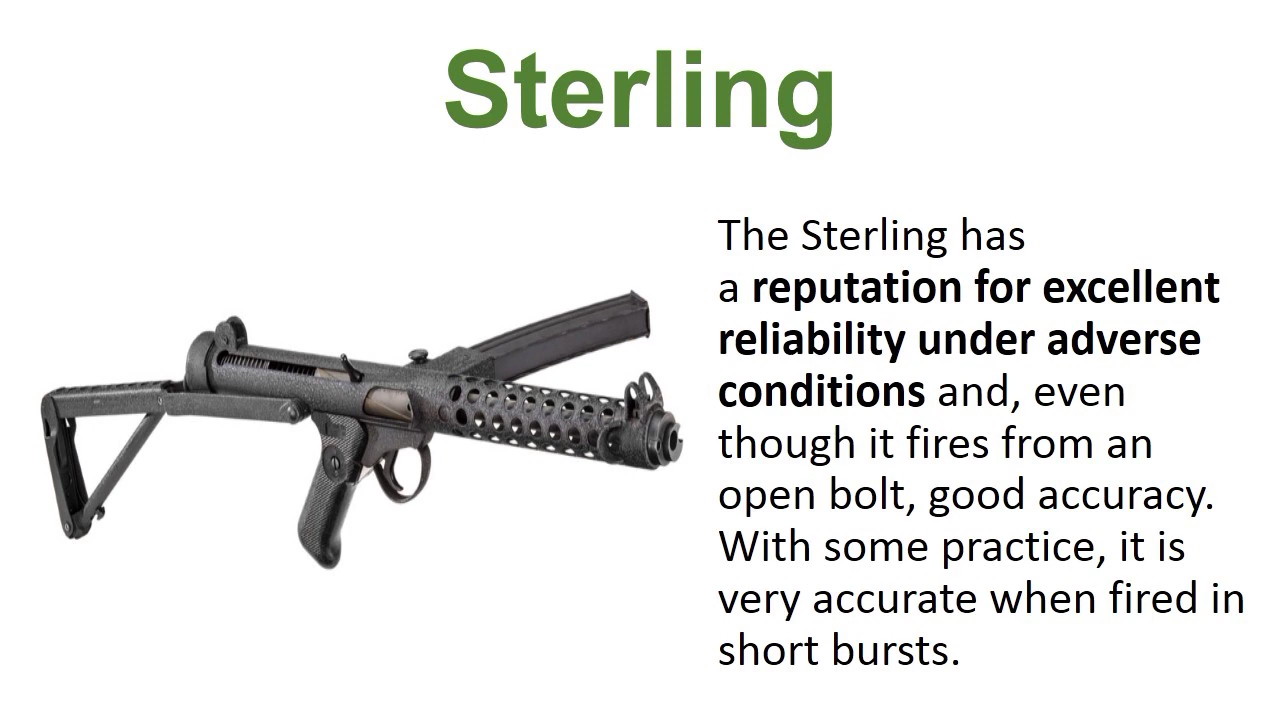 Sterling
The Sterling has
a reputation for excellent
reliability under adverse
conditions and, even
though it fires from an
open bolt, good accuracy.
With some practice, it is
very accurate when fired in
short bursts.